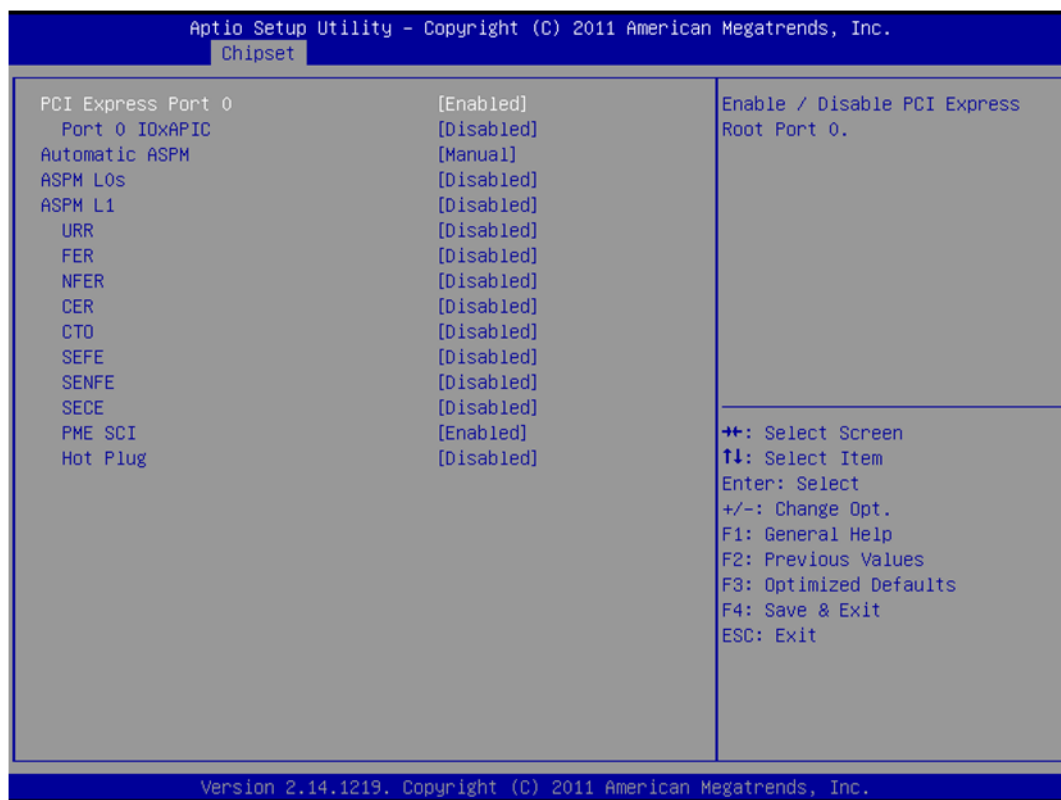 Aptio Setup Utility – Copyright (C) 2011 American Megatrends, Inc.
Chipset
PCI Express Port 0 [Enabled]
Port 0 IOxAPIC [Disabled]
Automatic ASPM [Manual]
ASPM L0s [Disabled]
ASPM L1 [Disabled]
URR [Disabled]
FER [Disabled]
NFER [Disabled]
CER [Disabled]
CTO [Disabled]
SEFE [Disabled]
SENFE [Disabled]
SECE [Disabled]
PME SCI [Enabled]
Hot Plug [Disabled]
Enable / Disable PCI Express
Root Port 0.
→←: Select Screen
↑↓: Select Item
Enter: Select
+/-: Change Opt.
F1: General Help
F2: Previous Values
F3: Optimized Defaults
F4: Save & Exit
ESC: Exit
Version 2.14.1219. Copyright (C) 2011 American Megatrends, Inc.